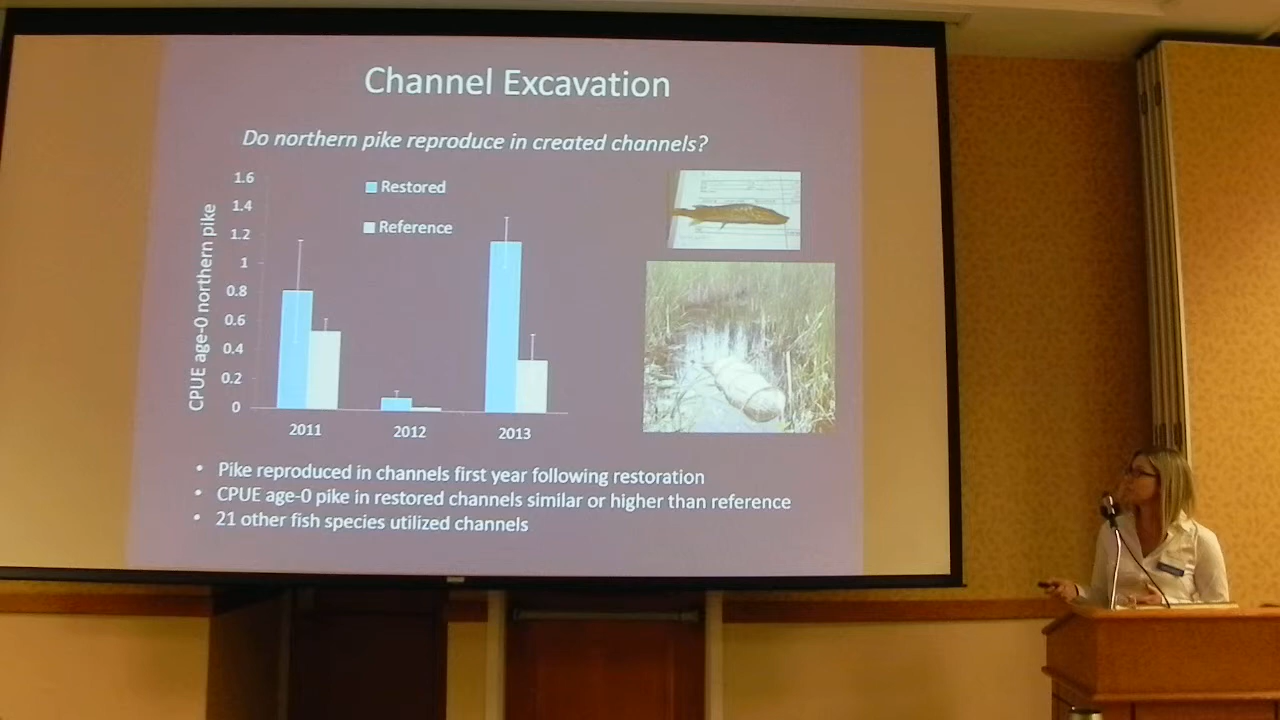 Channel Excavation
Do northern pike reproduce in created channels?
CPUE age-0 northern pike
1.6
1.4
1.2
1
0.8
0.6
0.4
0.2
0
Restored
Reference
2011
2012
2013
• Pike reproduced in channels first year following restoration
• CPUE age-0 pike in restored channels similar or higher than reference
• 21 other fish species utilized channels